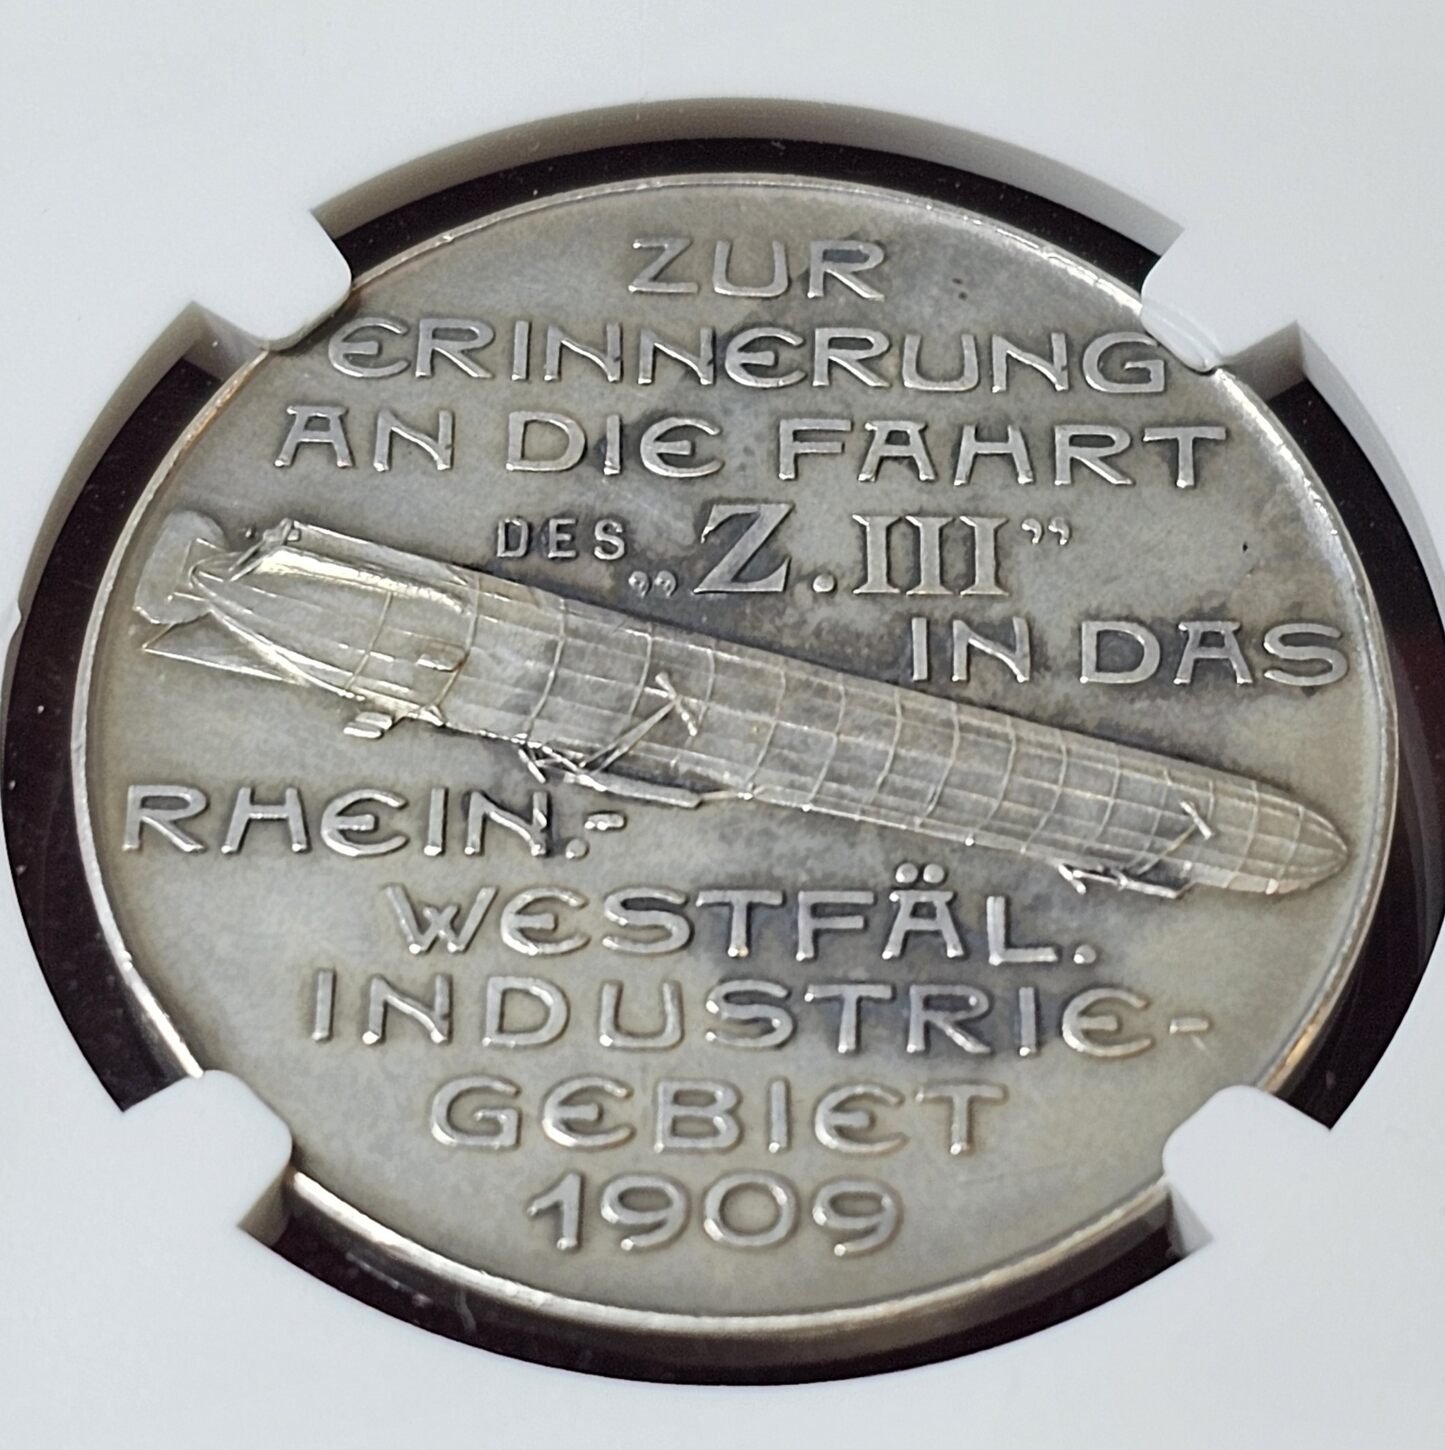 ZUR
ERINNERUNG
AN DIE FAHRT
DES „Z.III”
IN DAS
RHEIN.-
WESTFÄL.
INDUSTRIE-
GEBIET
1909